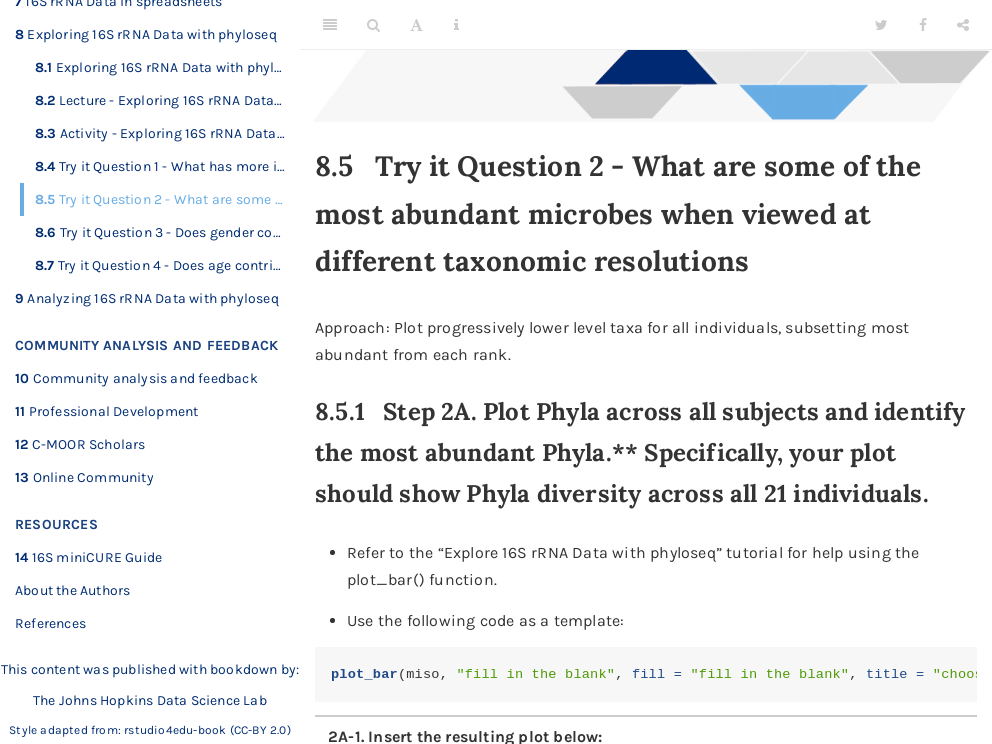 7 16S rRNA Data in spreadsheets
8 Exploring 16S rRNA Data with phyloseq
8.1 Exploring 16S rRNA Data with phyl…
8.2 Lecture - Exploring 16S rRNA Data…
8.3 Activity - Exploring 16S rRNA Data…
8.4 Try it Question 1 - What has more i…
8.5 Try it Question 2 - What are some …
8.6 Try it Question 3 - Does gender co…
8.7 Try it Question 4 - Does age contri…
9 Analyzing 16S rRNA Data with phyloseq
COMMUNITY ANALYSIS AND FEEDBACK
10 Community analysis and feedback
11 Professional Development
12 C-MOOR Scholars
13 Online Community
RESOURCES
14 16S miniCURE Guide
About the Authors
References
This content was published with bookdown by:
The Johns Hopkins Data Science Lab
Style adapted from: rstudio4edu-book (CC-BY 2.0)
A
8.5 Try it Question 2 - What are some of the
most abundant microbes when viewed at
different taxonomic resolutions
Approach: Plot progressively lower level taxa for all individuals, subsetting most
abundant from each rank.
8.5.1 Step 2A. Plot Phyla across all subjects and identify
the most abundant Phyla.** Specifically, your plot
should show Phyla diversity across all 21 individuals.
• Refer to the “Explore 16S rRNA Data with phyloseq” tutorial for help using the
plot_bar() function.
• Use the following code as a template:
plot_bar(miso, "fill in the blank", fill = "fill in the blank", title = "choos
2A-1. Insert the resulting plot below: